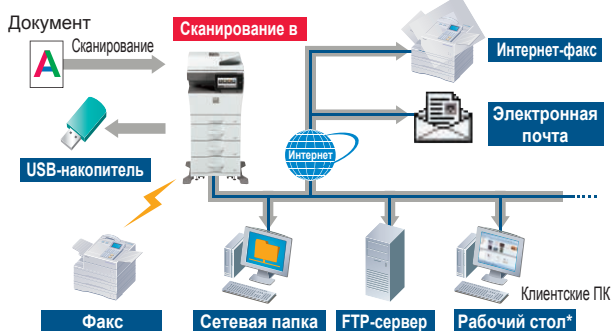 Документ
A
Сканирование
Сканирование в
Интернет-факс
Электронная
почта
USB-накопитель
Интернет
Клиентские ПК
Факс
Сетевая папка
FTP-сервер
Рабочий стол*